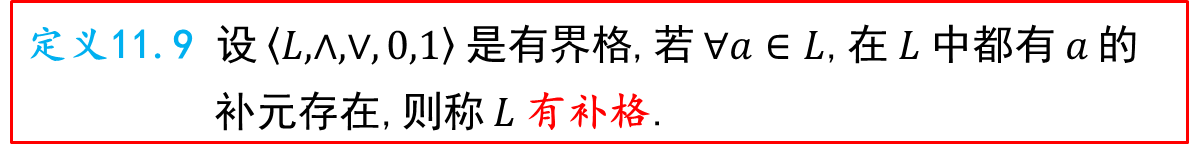 定义11.9 设 ⟨L,∧,∨,0,1⟩ 是有界格, 若 ∀a ∈ L, 在 L 中都有 a 的
补元存在, 则称 L 有补格.